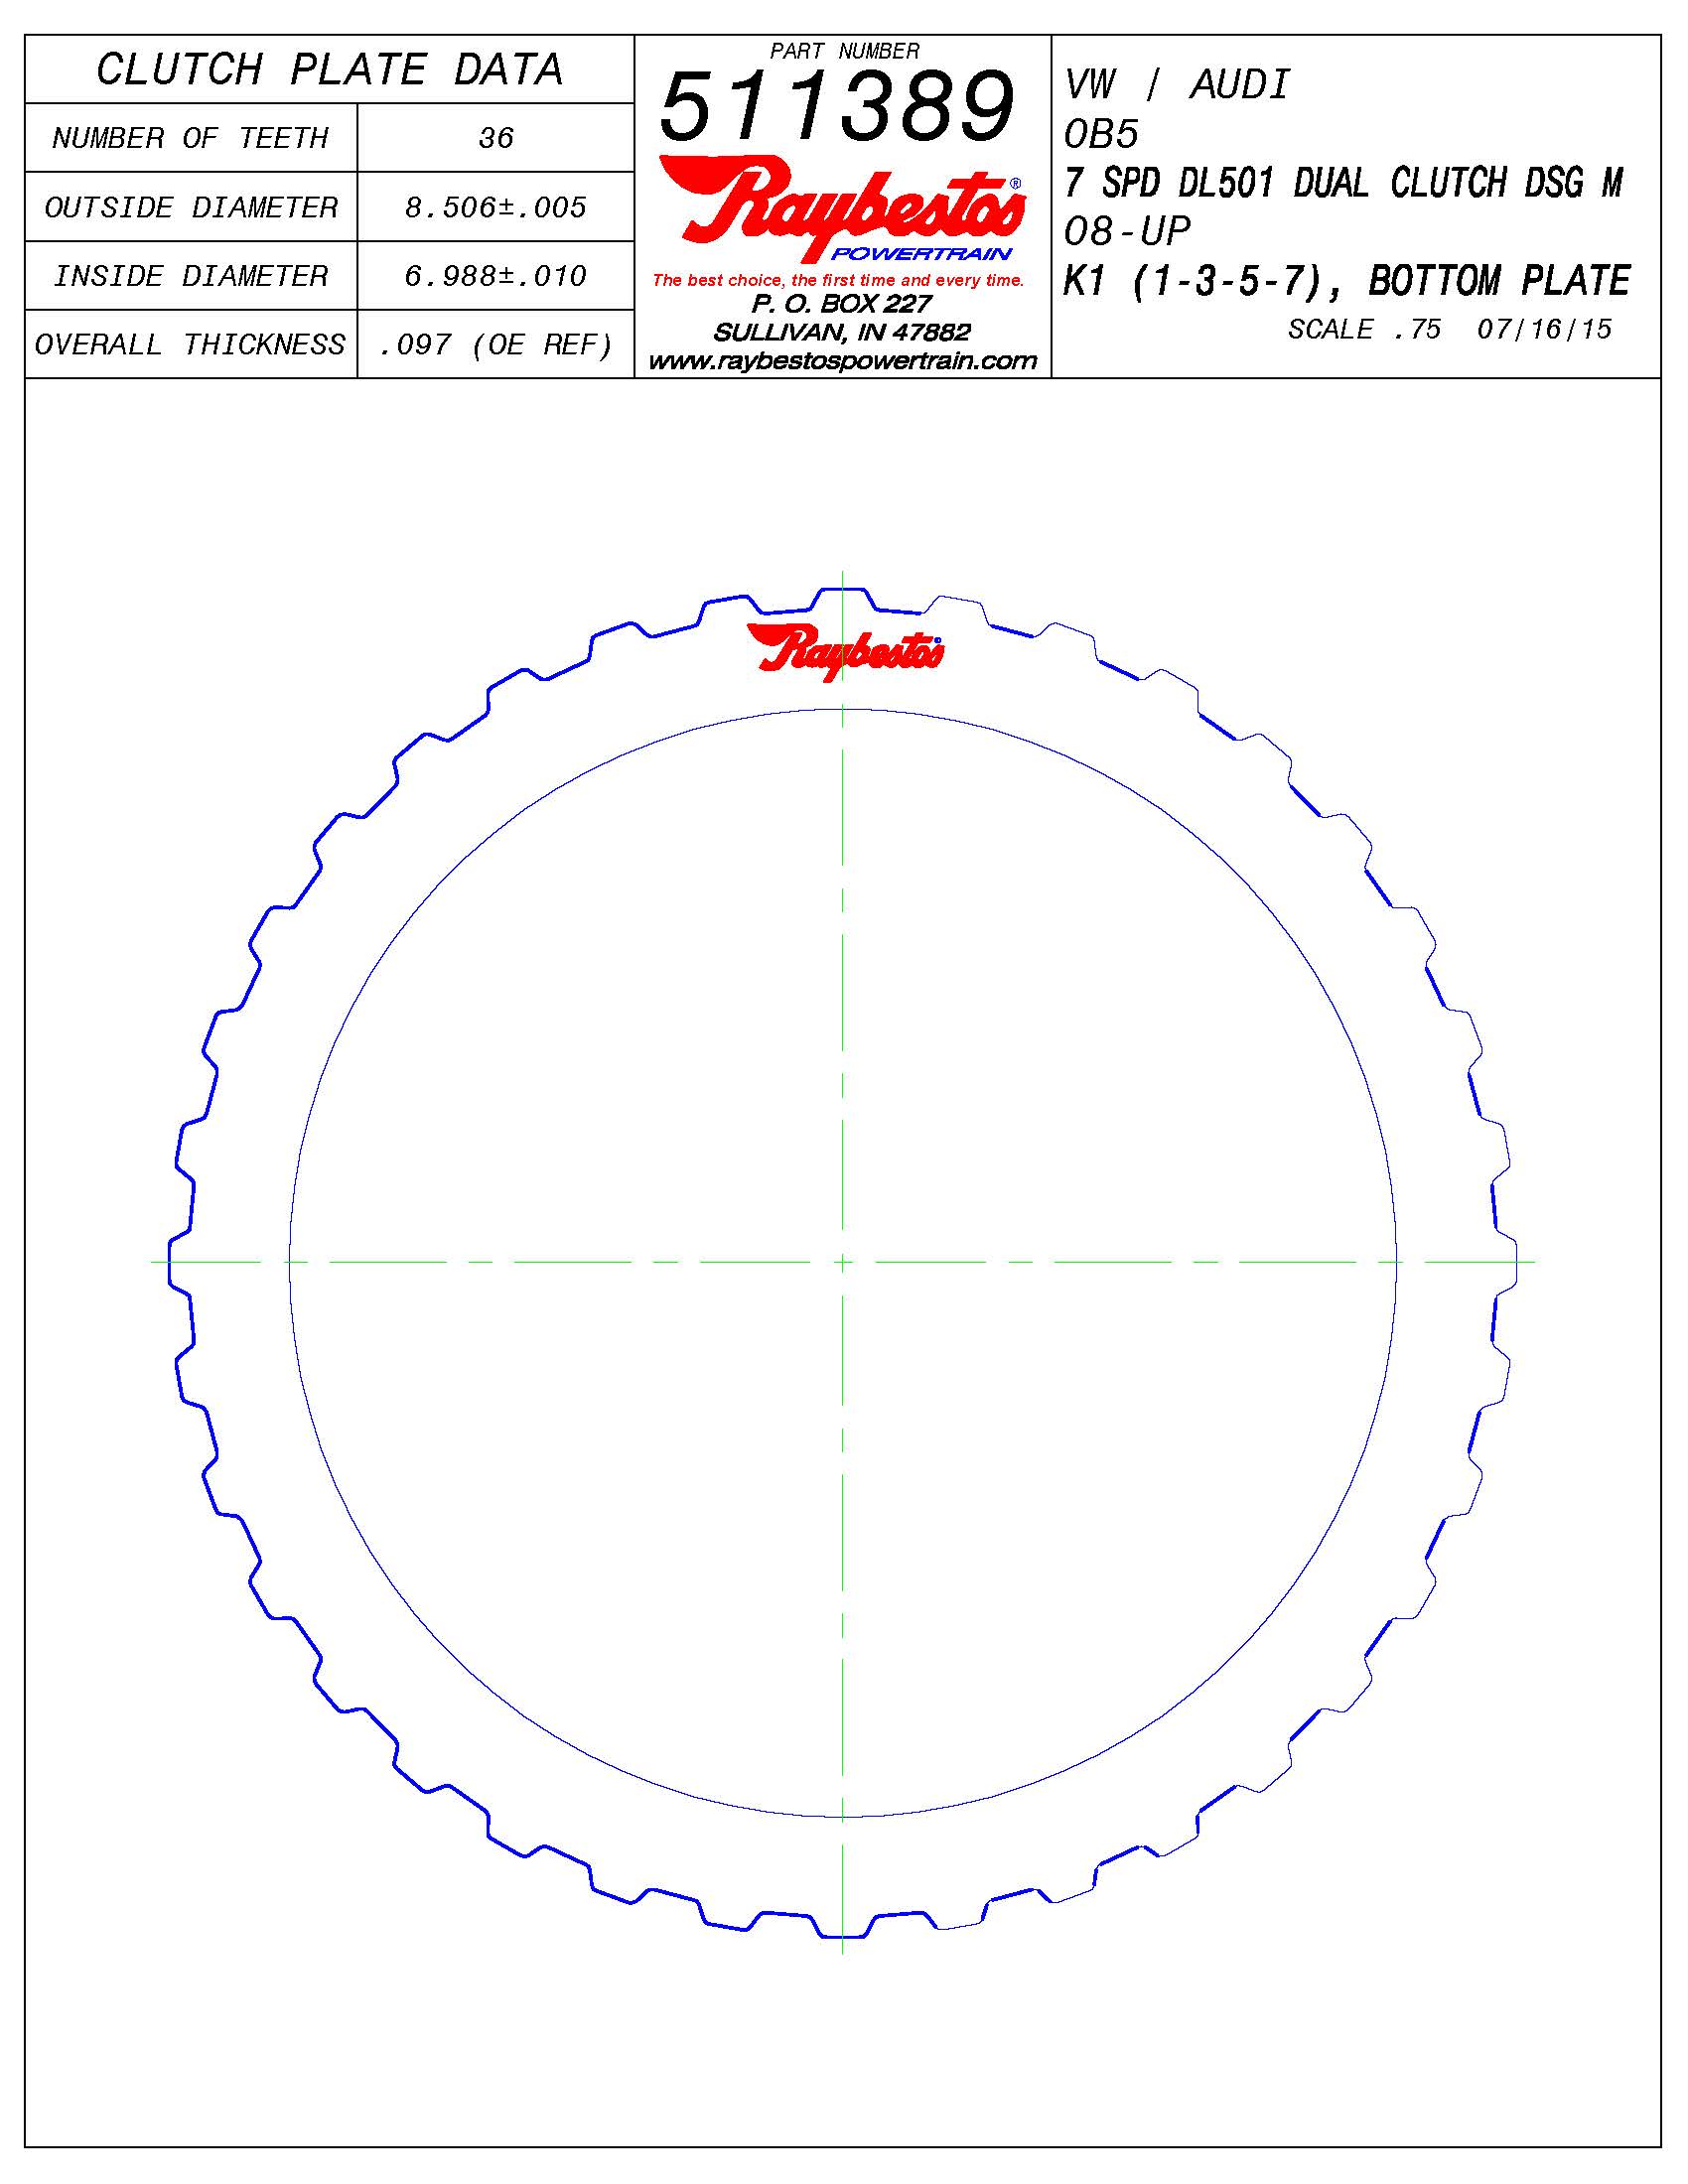 CLUTCH PLATE DATA
NUMBER OF TEETH 36
OUTSIDE DIAMETER 8.506±.005
INSIDE DIAMETER 6.988±.010
OVERALL THICKNESS .097 (OE REF)
PART NUMBER
511389
Raybestos®
POWERTRAIN
The best choice, the first time and every time.
P. O. BOX 227
SULLIVAN, IN 47882
www.raybestospowertrain.com
VW / AUDI
0B5
7 SPD DL501 DUAL CLUTCH DSG M
08-UP
K1 (1-3-5-7), BOTTOM PLATE
SCALE .75 07/16/15
Raybestos®